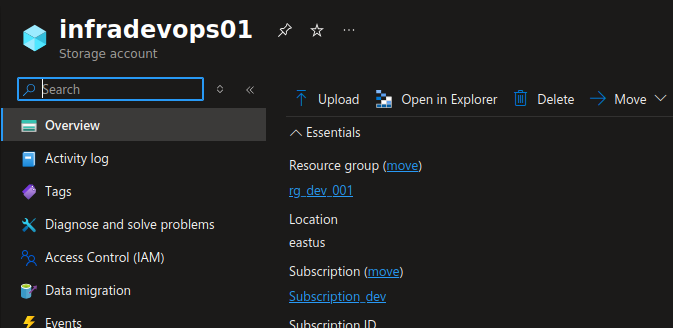 infradevops01
Storage account
Search
Overview
Activity log
Tags
Diagnose and solve problems
Access Control (IAM)
Data migration
Events
Upload
Open in Explorer
Delete
Move
Essentials
Resource group (move)
rg_dev_001
Location
eastus
Subscription (move)
Subscription_dev
Subscription ID